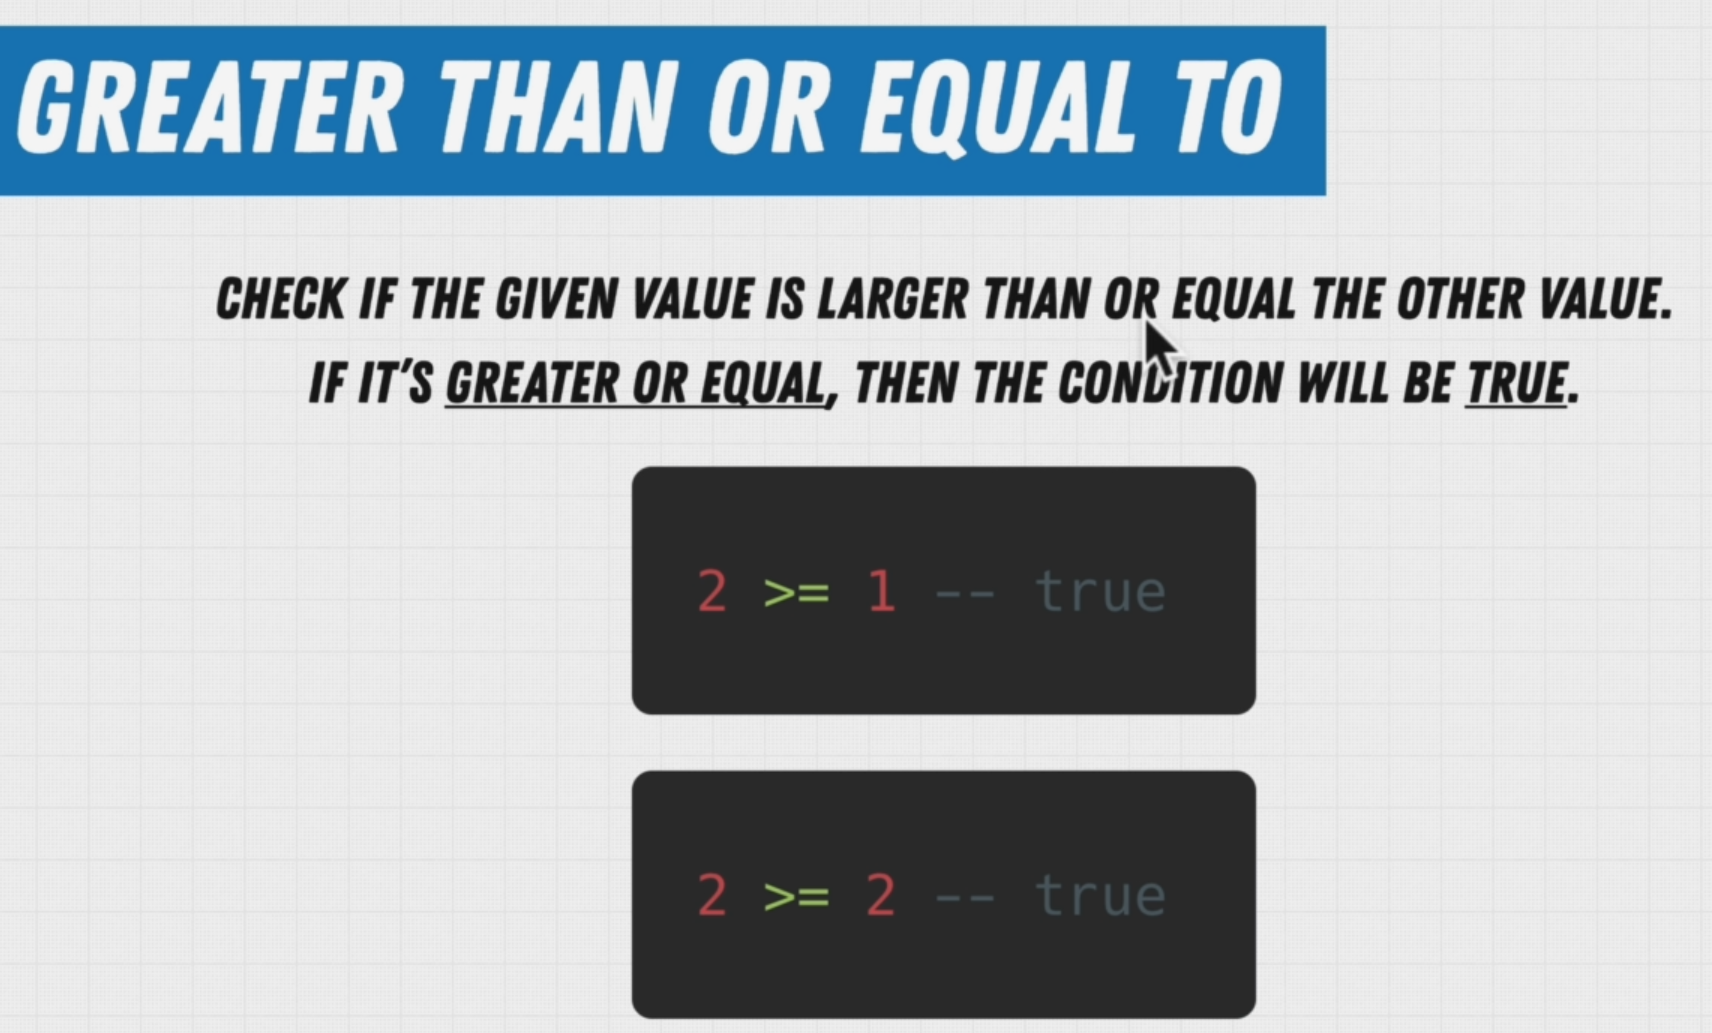 GREATER THAN OR EQUAL TO
CHECK IF THE GIVEN VALUE IS LARGER THAN OR EQUAL THE OTHER VALUE.
IF IT'S GREATER OR EQUAL, THEN THE CONDITION WILL BE TRUE.
2 >= 1 -- true
2 >= 2 -- true